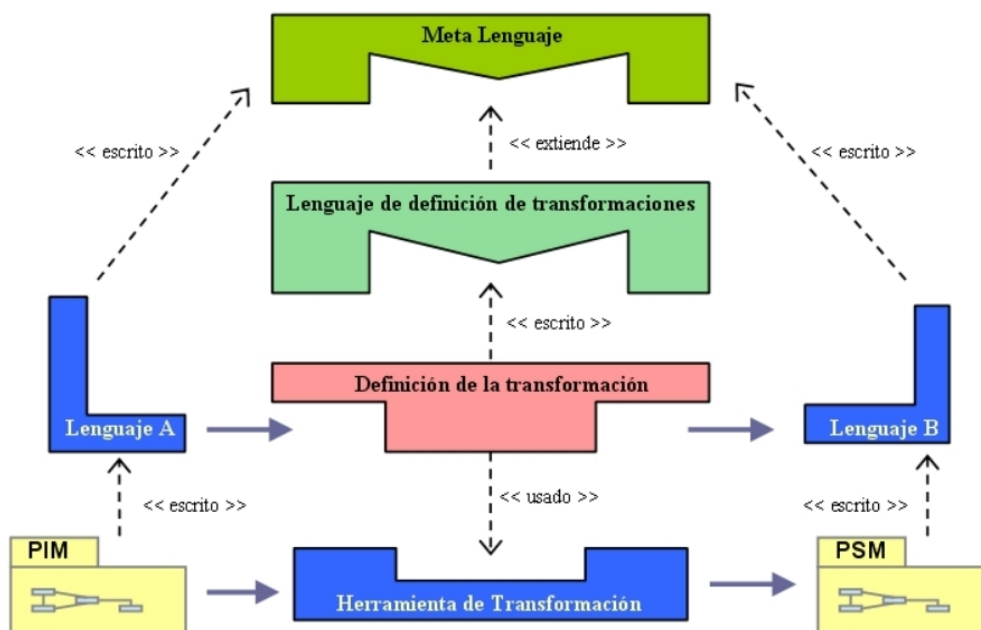 Meta Lenguaje
<< escrito >>
<< extiende >>
<< escrito >>
Lenguaje de definición de transformaciones
<< escrito >>
Definición de la transformación
Lenguaje A
Lenguaje B
<< escrito >>
<< usado >>
<< escrito >>
PIM
PSM
Herramienta de Transformación